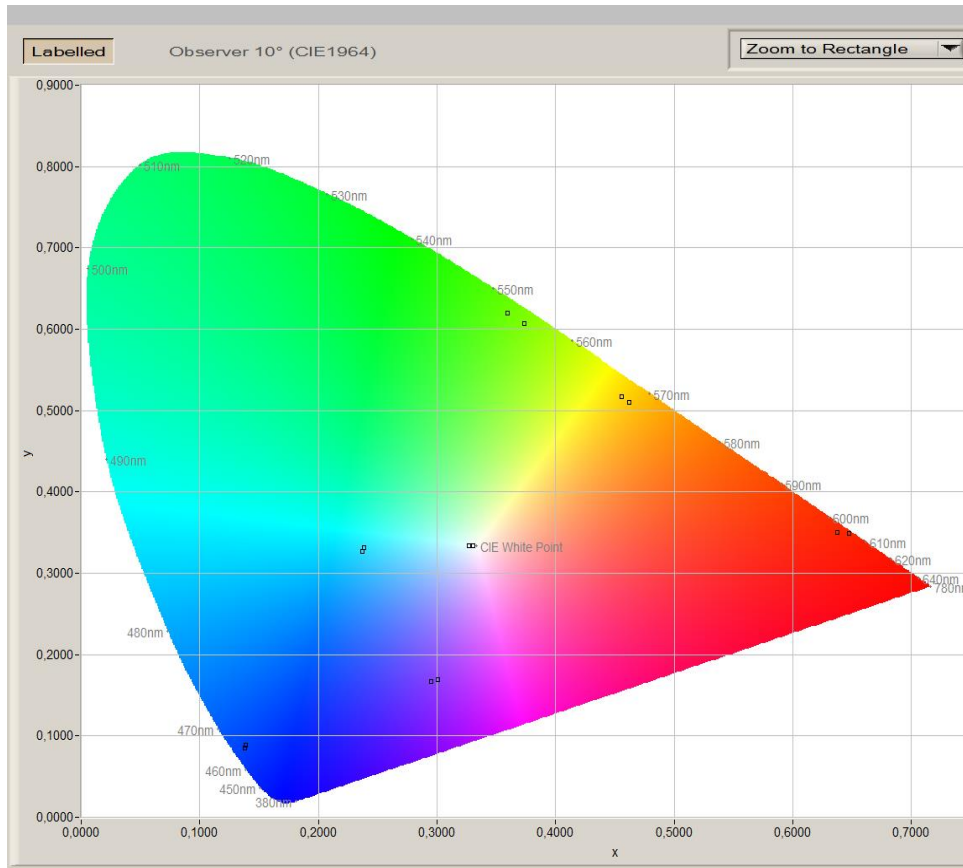 Labelled
Observer 10° (CIE1964)
Zoom to Rectangle
0,9000
0,8000
0,7000
0,6000
0,5000
0,4000
0,3000
0,2000
0,1000
0,0000
y
510nm
520nm
530nm
540nm
500nm
550nm
560nm
570nm
580nm
490nm
590nm
600nm
CIE White Point
610nm
620nm
640nm
780nm
480nm
470nm
460nm
450nm
380nm
0,0000
0,1000
0,2000
0,3000
0,4000
0,5000
0,6000
0,7000
x